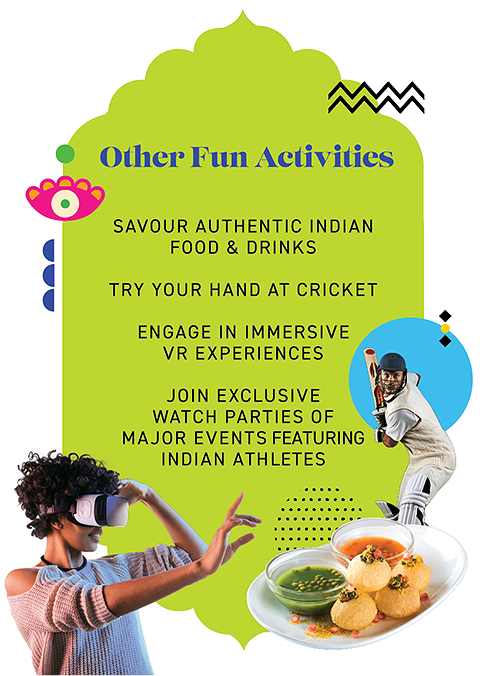 Other Fun Activities
SAVOUR AUTHENTIC INDIAN
FOOD & DRINKS
TRY YOUR HAND AT CRICKET
ENGAGE IN IMMERSIVE
VR EXPERIENCES
JOIN EXCLUSIVE
WATCH PARTIES OF
MAJOR EVENTS FEATURING
INDIAN ATHLETES